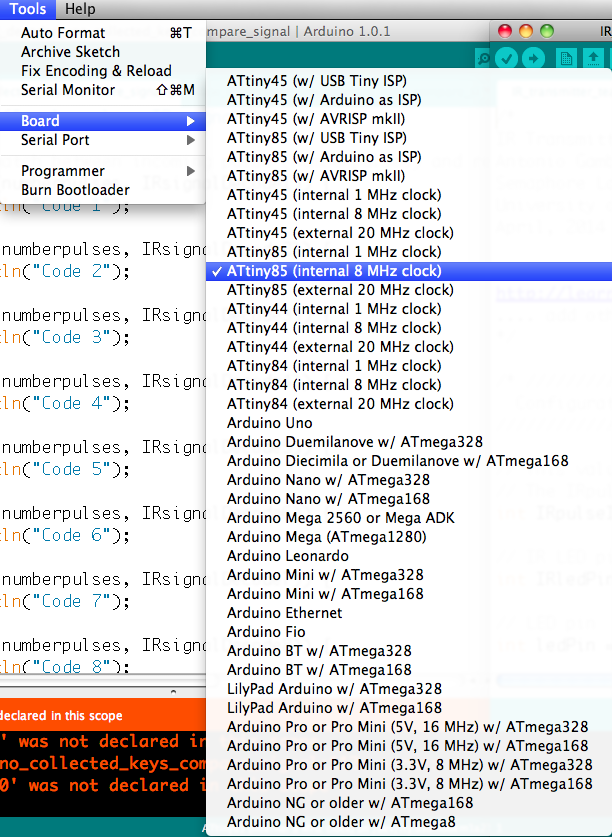 Tools Help
Auto Format ⌘T
Archive Sketch
Fix Encoding & Reload
Serial Monitor ⇧⌘M
Board
Serial Port
Programmer
Burn Bootloader
mpare_signal | Arduino 1.0.1
IR
ATtiny45 (w/ USB Tiny ISP)
ATtiny45 (w/ Arduino as ISP)
ATtiny45 (w/ AVRISP mkII)
ATtiny85 (w/ USB Tiny ISP)
ATtiny85 (w/ Arduino as ISP)
ATtiny85 (w/ AVRISP mkII)
ATtiny45 (internal 1 MHz clock)
ATtiny45 (internal 8 MHz clock)
ATtiny45 (external 20 MHz clock)
ATtiny85 (internal 1 MHz clock)
✓ ATtiny85 (internal 8 MHz clock)
ATtiny85 (external 20 MHz clock)
ATtiny44 (internal 1 MHz clock)
ATtiny44 (internal 8 MHz clock)
ATtiny44 (external 20 MHz clock)
ATtiny84 (internal 1 MHz clock)
ATtiny84 (internal 8 MHz clock)
ATtiny84 (external 20 MHz clock)
Arduino Uno
Arduino Duemilanove w/ ATmega328
Arduino Diecimila or Duemilanove w/ ATmega168
Arduino Nano w/ ATmega328
Arduino Nano w/ ATmega168
Arduino Mega 2560 or Mega ADK
Arduino Mega (ATmega1280)
Arduino Leonardo
Arduino Mini w/ ATmega328
Arduino Mini w/ ATmega168
Arduino Ethernet
Arduino Fio
Arduino BT w/ ATmega328
Arduino BT w/ ATmega168
LilyPad Arduino w/ ATmega328
LilyPad Arduino w/ ATmega168
Arduino Pro or Pro Mini (5V, 16 MHz) w/ ATmega328
Arduino Pro or Pro Mini (5V, 16 MHz) w/ ATmega168
Arduino Pro or Pro Mini (3.3V, 8 MHz) w/ ATmega328
Arduino Pro or Pro Mini (3.3V, 8 MHz) w/ ATmega168
Arduino NG or older w/ ATmega168
Arduino NG or older w/ ATmega8
ln("Code 1");
numberpulses, IRsign
ln("Code 2");
numberpulses, IRsign
ln("Code 3");
numberpulses, IRsign
ln("Code 4");
numberpulses, IRsign
ln("Code 5");
numberpulses, IRsign
ln("Code 6");
numberpulses, IRsign
ln("Code 7");
numberpulses, IRsign
ln("Code 8");
declared in this scope
' was not declared in
no_collected_keys_com
0' was not declared in